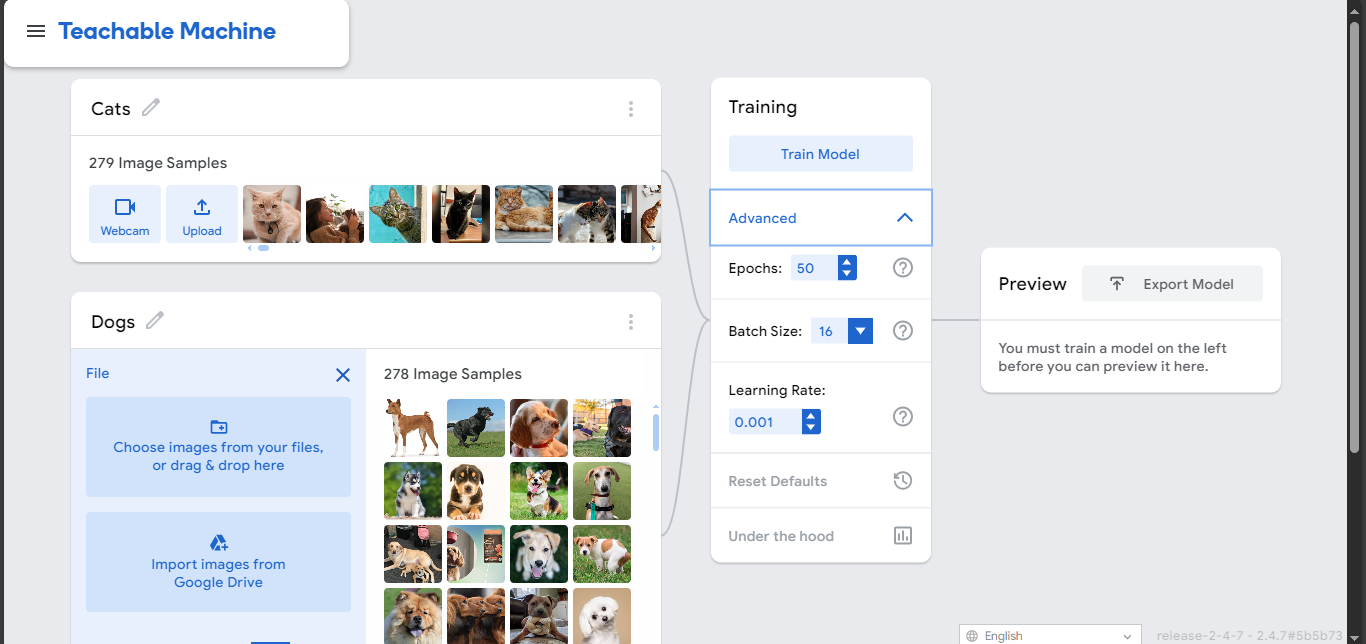 Teachable Machine
Cats
279 Image Samples
Webcam
Upload
Dogs
File
Choose images from your files,
or drag & drop here
Import images from
Google Drive
278 Image Samples
Training
Train Model
Advanced
Epochs: 50
Batch Size: 16
Learning Rate:
0.001
Reset Defaults
Under the hood
Preview
Export Model
You must train a model on the left
before you can preview it here.
English
release-2-4-7 - 2.4.7#5b5b73